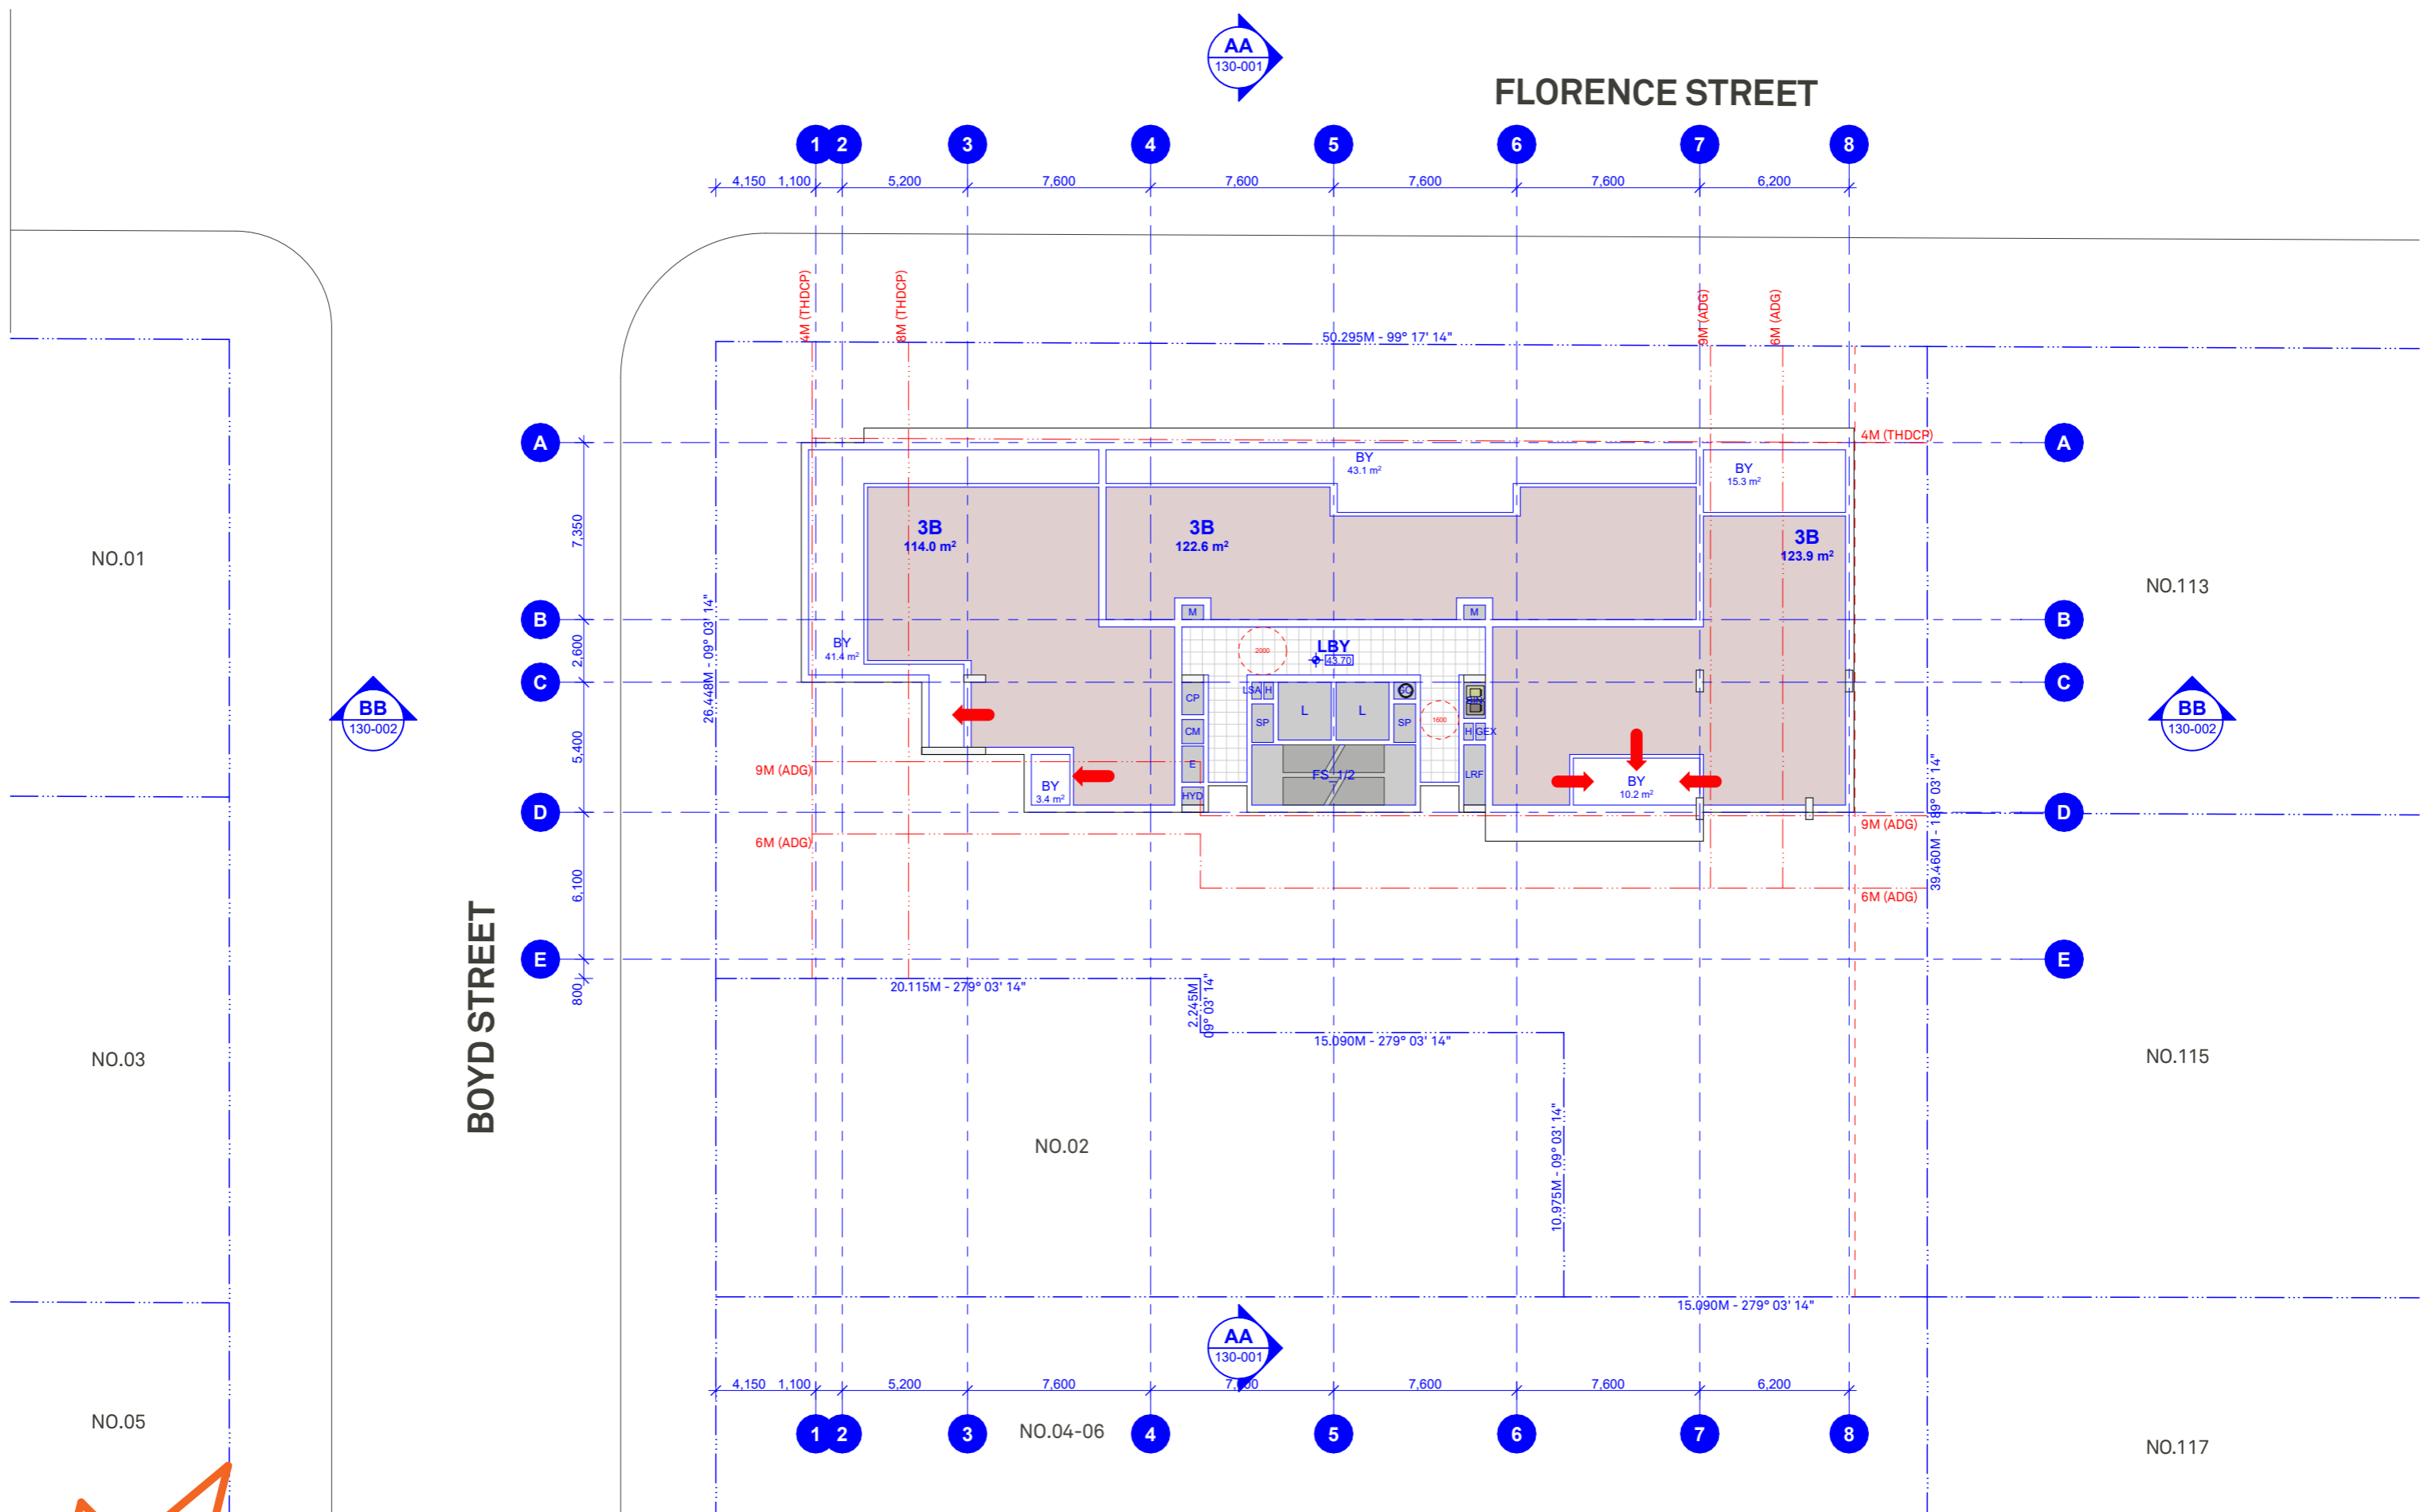 AA
130-001
FLORENCE STREET
1 2 3 4 5 6 7 8
4,150 1,100 5,200 7,600 7,600 7,600 7,600 6,200
4M (THDCP)
8M (THDCP)
9M (ADG)
6M (ADG)
50.295M - 99° 17' 14"
A
4M (THDCP)
A
BY
43.1 m²
BY
15.3 m²
7,350
3B
114.0 m²
3B
122.6 m²
3B
123.9 m²
NO.01
NO.113
26.448M - 09° 03' 14"
B
M
M
B
2,600
BY
41.4 m²
2000
LBY
43.70
C
C
BB
130-002
CP
LSA
H
L
L
GC
BIN
BB
130-002
SP
SP
1600
CM
H
GEX
5,400
9M (ADG)
E
FS 1/2
LRF
BY
3.4 m²
BY
10.2 m²
HYD
D
D
39.460M - 189° 03' 14"
9M (ADG)
6M (ADG)
6M (ADG)
6,100
BOYD STREET
E
E
800
20.115M - 279° 03' 14"
2.245M
09° 03' 14"
15.090M - 279° 03' 14"
NO.03
NO.115
NO.02
10.975M - 09° 03' 14"
15.090M - 279° 03' 14"
AA
130-001
4,150 1,100 5,200 7,600 7,600 7,600 7,600 6,200
NO.05
NO.04-06
NO.117
1 2 3 4 5 6 7 8